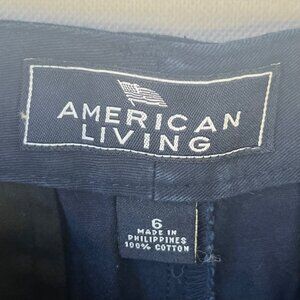 AMERICAN
LIVING
6
MADE IN
PHILIPPINES
100% COTTON